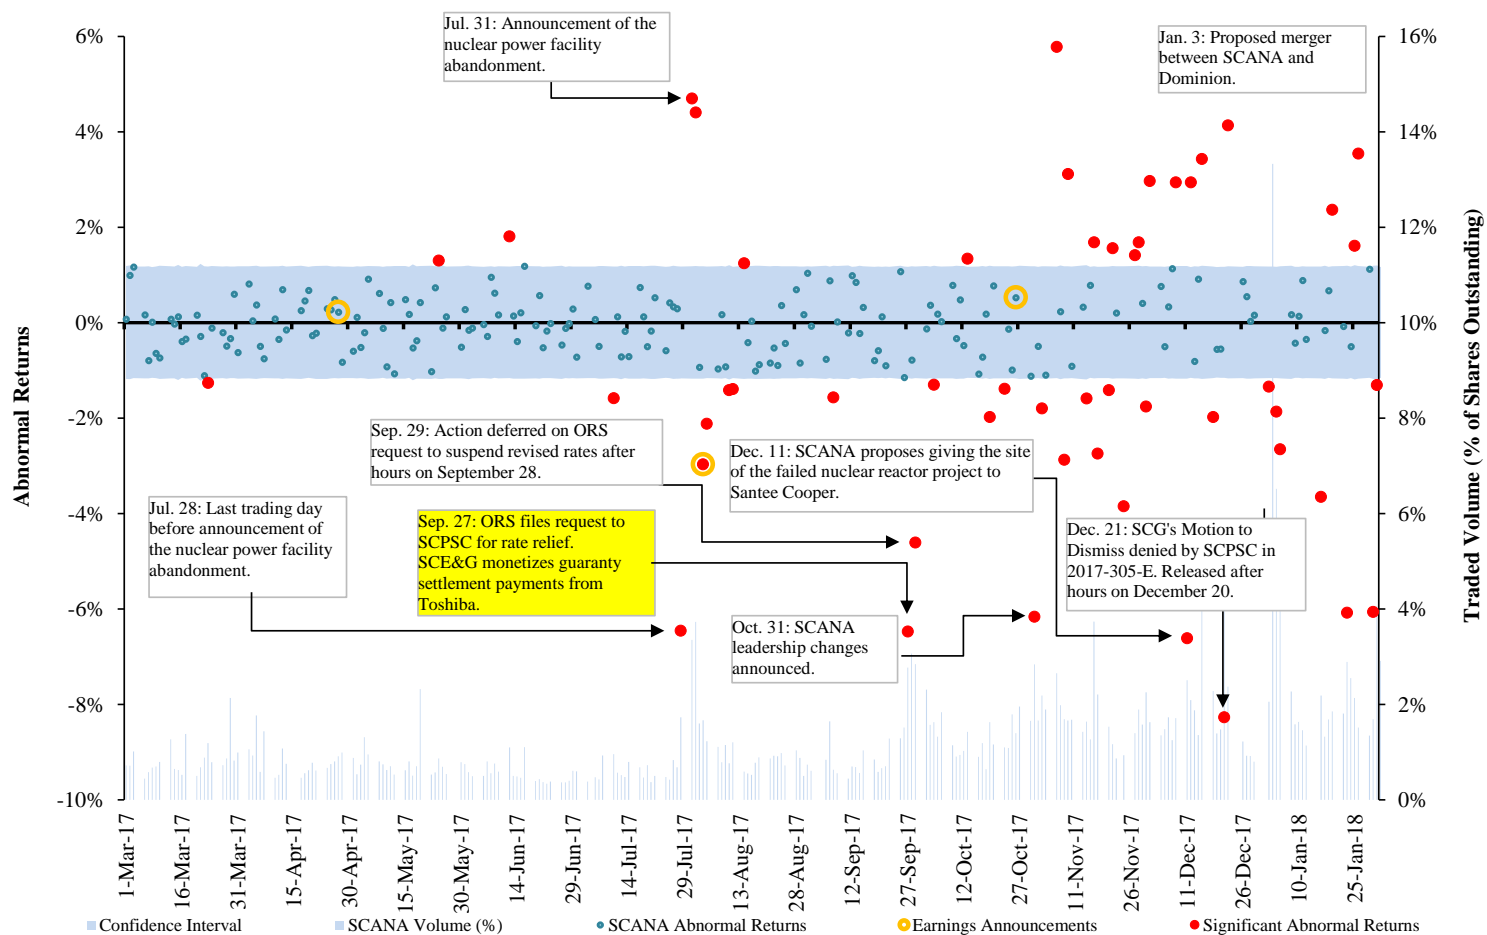 Jul. 31: Announcement of the
nuclear power facility
abandonment.
Jan. 3: Proposed merger
between SCANA and
Dominion.
6%
4%
2%
0%
-2%
-4%
-6%
-8%
-10%
Abnormal Returns
16%
14%
12%
10%
8%
6%
4%
2%
0%
Traded Volume (% of Shares Outstanding)
Sep. 29: Action deferred on ORS
request to suspend revised rates after
hours on September 28.
Dec. 11: SCANA proposes giving the site
of the failed nuclear reactor project to
Santee Cooper.
Jul. 28: Last trading day
before announcement of
the nuclear power facility
abandonment.
Sep. 27: ORS files request to
SCPSC for rate relief.
SCE&G monetizes guaranty
settlement payments from
Toshiba.
Dec. 21: SCG's Motion to
Dismiss denied by SCPSC in
2017-305-E. Released after
hours on December 20.
Oct. 31: SCANA
leadership changes
announced.
1-Mar-17
16-Mar-17
31-Mar-17
15-Apr-17
30-Apr-17
15-May-17
30-May-17
14-Jun-17
29-Jun-17
14-Jul-17
29-Jul-17
13-Aug-17
28-Aug-17
12-Sep-17
27-Sep-17
12-Oct-17
27-Oct-17
11-Nov-17
26-Nov-17
11-Dec-17
26-Dec-17
10-Jan-18
25-Jan-18
Confidence Interval
SCANA Volume (%)
SCANA Abnormal Returns
Earnings Announcements
Significant Abnormal Returns